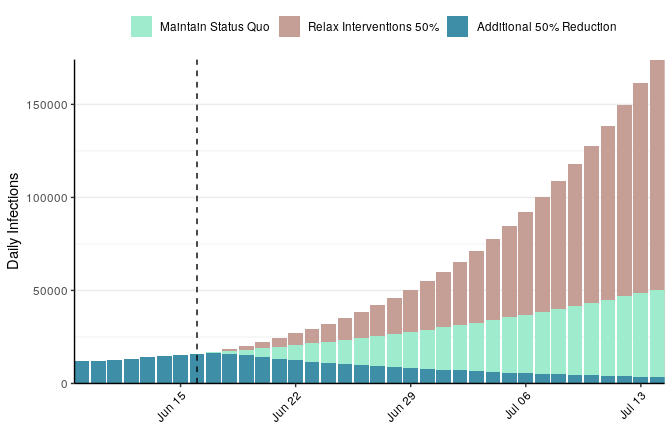 Maintain Status Quo Relax Interventions 50% Additional 50% Reduction
Daily Infections
150000
100000
50000
0
Jun 15 Jun 22 Jun 29 Jul 06 Jul 13